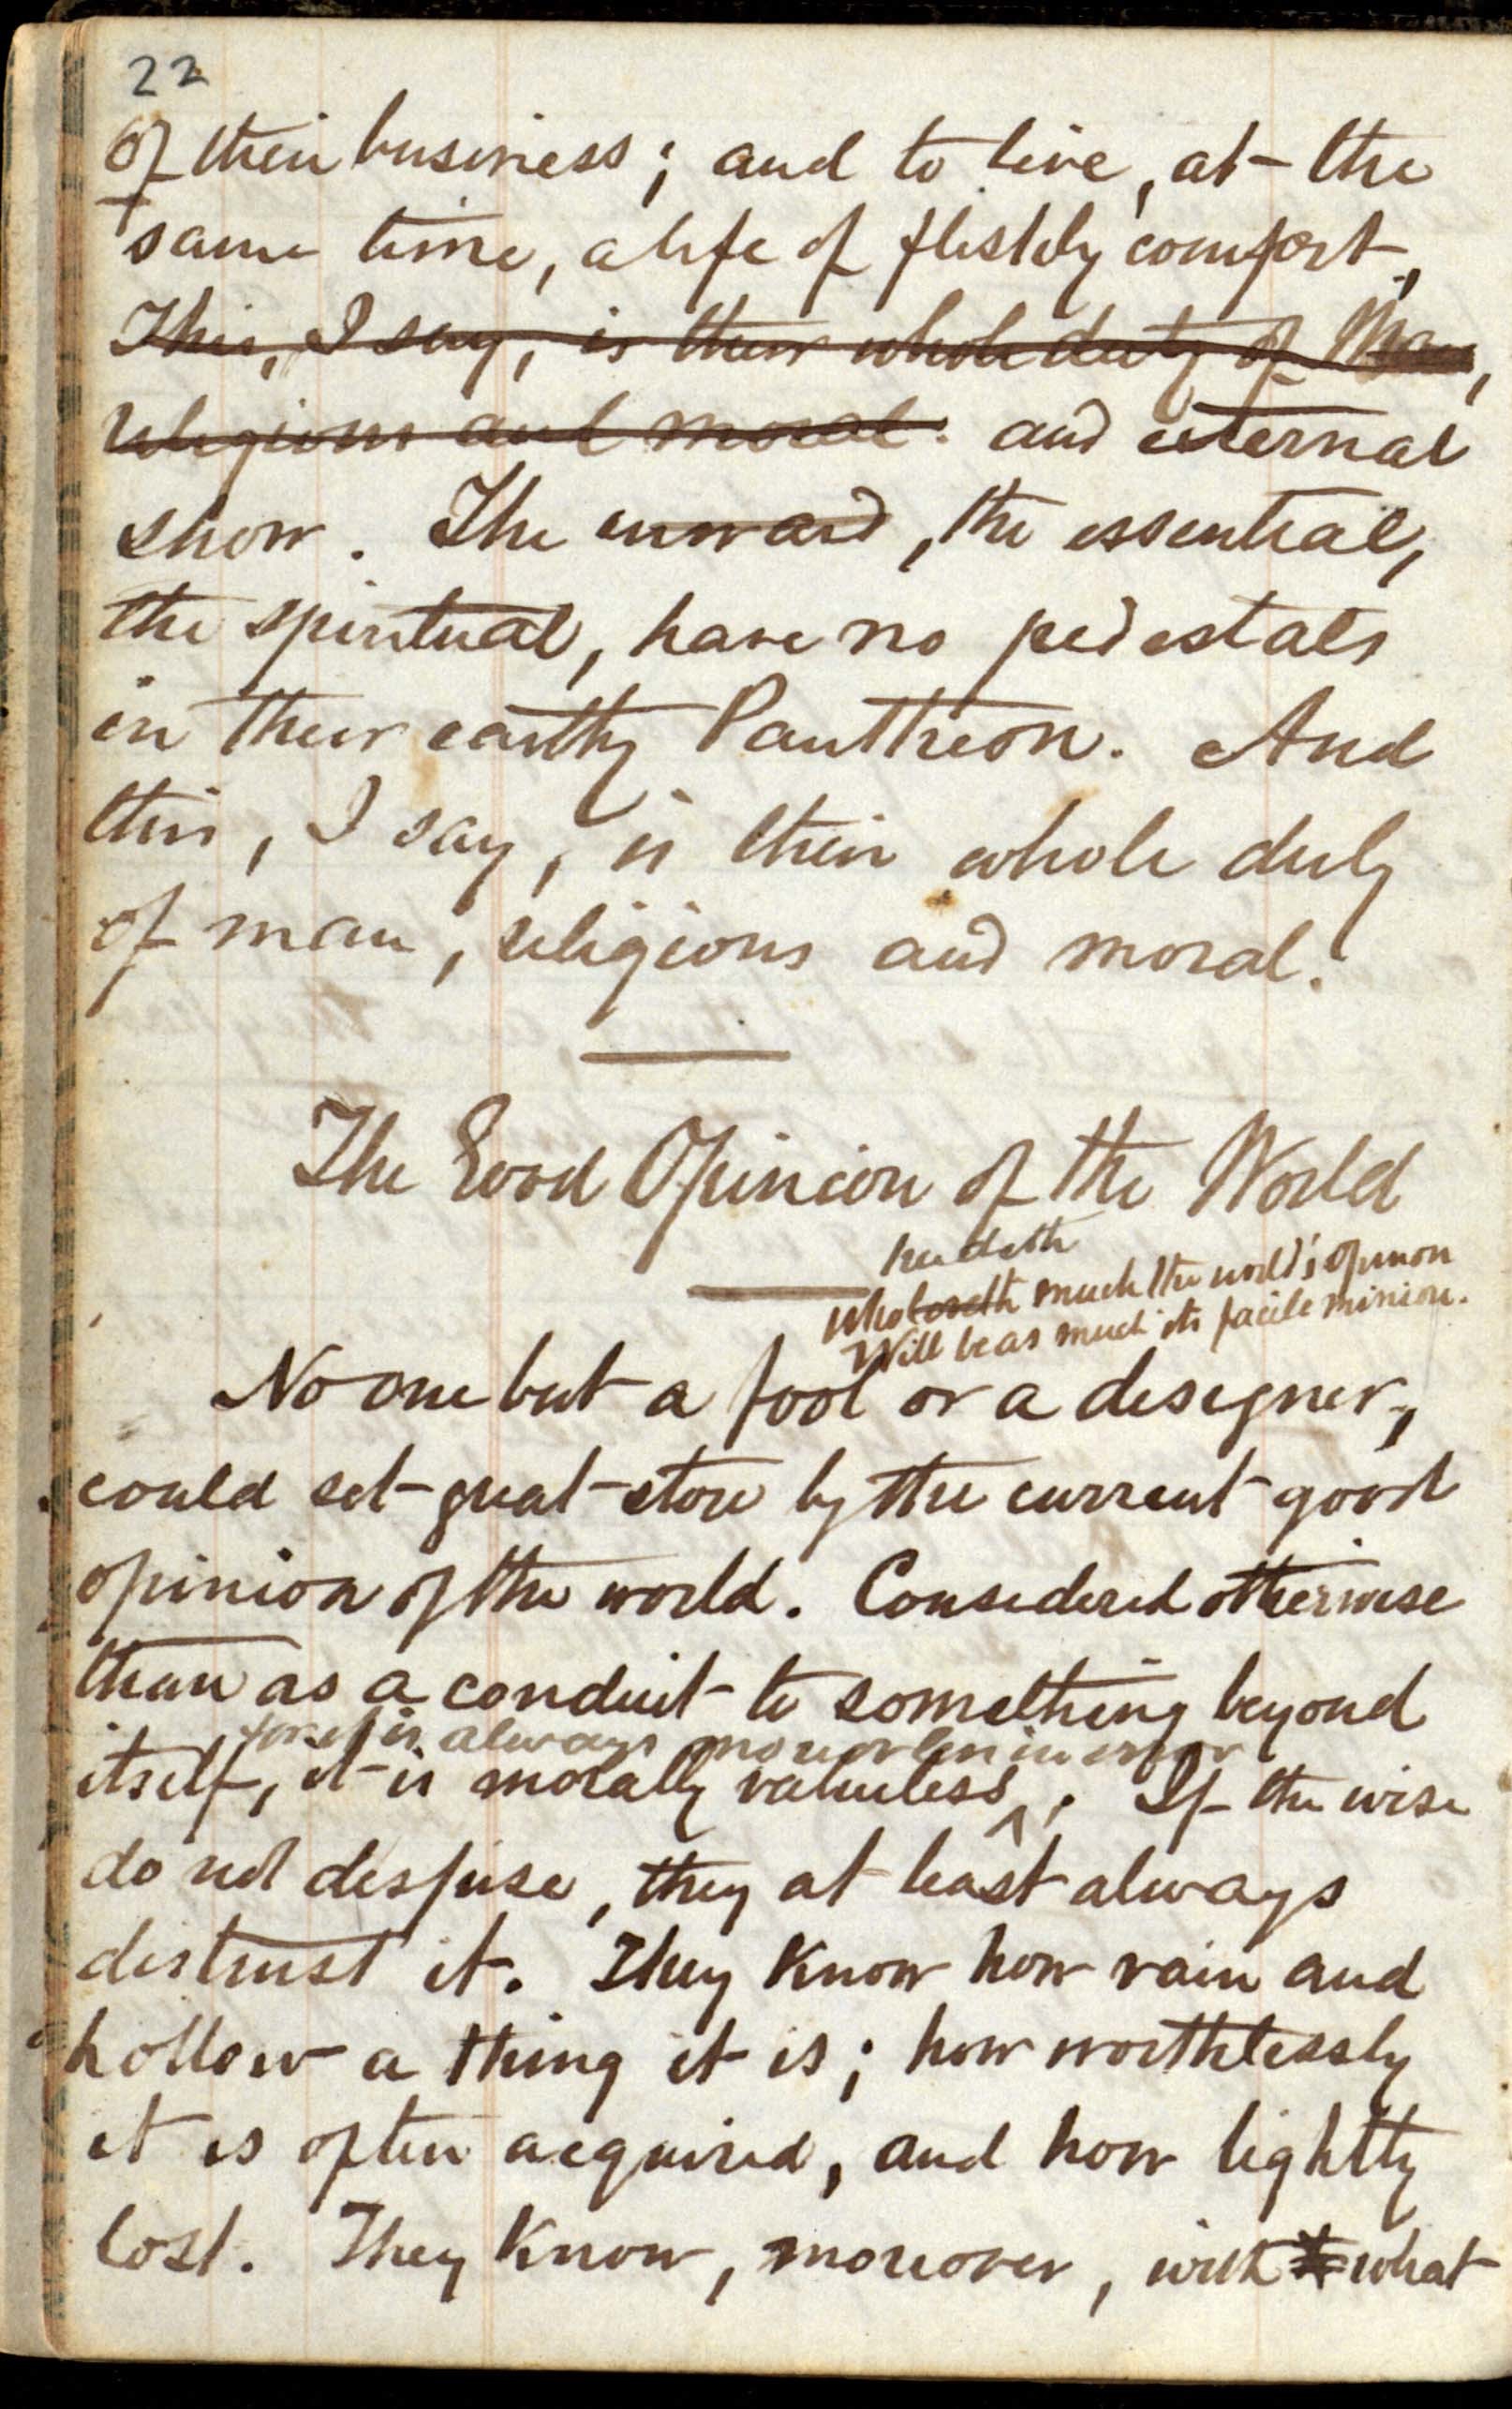 22
of their business; and to live, at the
same time, a life of fleshly comfort,
This, I say, is their whole duty of Man,
religious and moral. and external
show. The inward, the essential,
the spiritual, have no pedestals
in their earthy Pantheon. And
this, I say, is their whole duty
of man, religious and moral.
The Good Opinion of the World
heedeth
Who loveth much the world's opinion
Will be as much its facile minion.
No one but a fool or a designer,
could set great store by the current good
opinion of the world. Considered otherwise
than as a conduit to something beyond
for it is always more or less in error
itself, it is morally valueless ^. If the wise
do not despise, they at least always
distrust it. They know how vain and
hollow a thing it is; how worthlessly
it is often acquired, and how lightly
lost. They know, moreover, with what